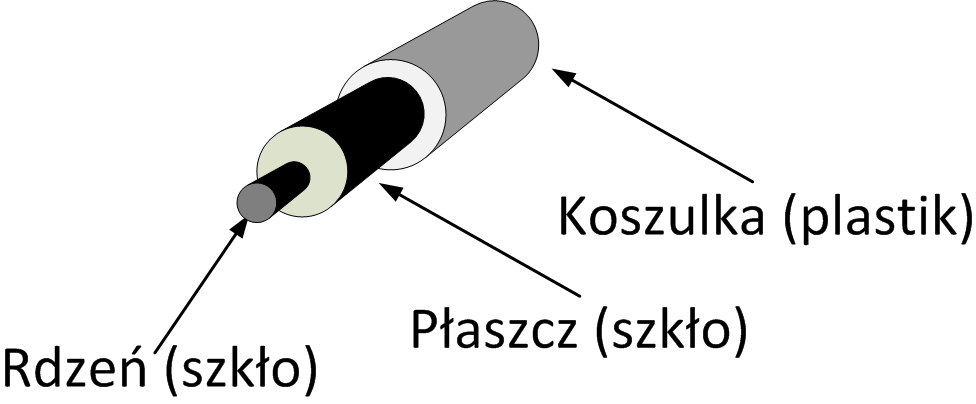 Koszulka (plastik)
Płaszcz (szkło)
Rdzeń (szkło)